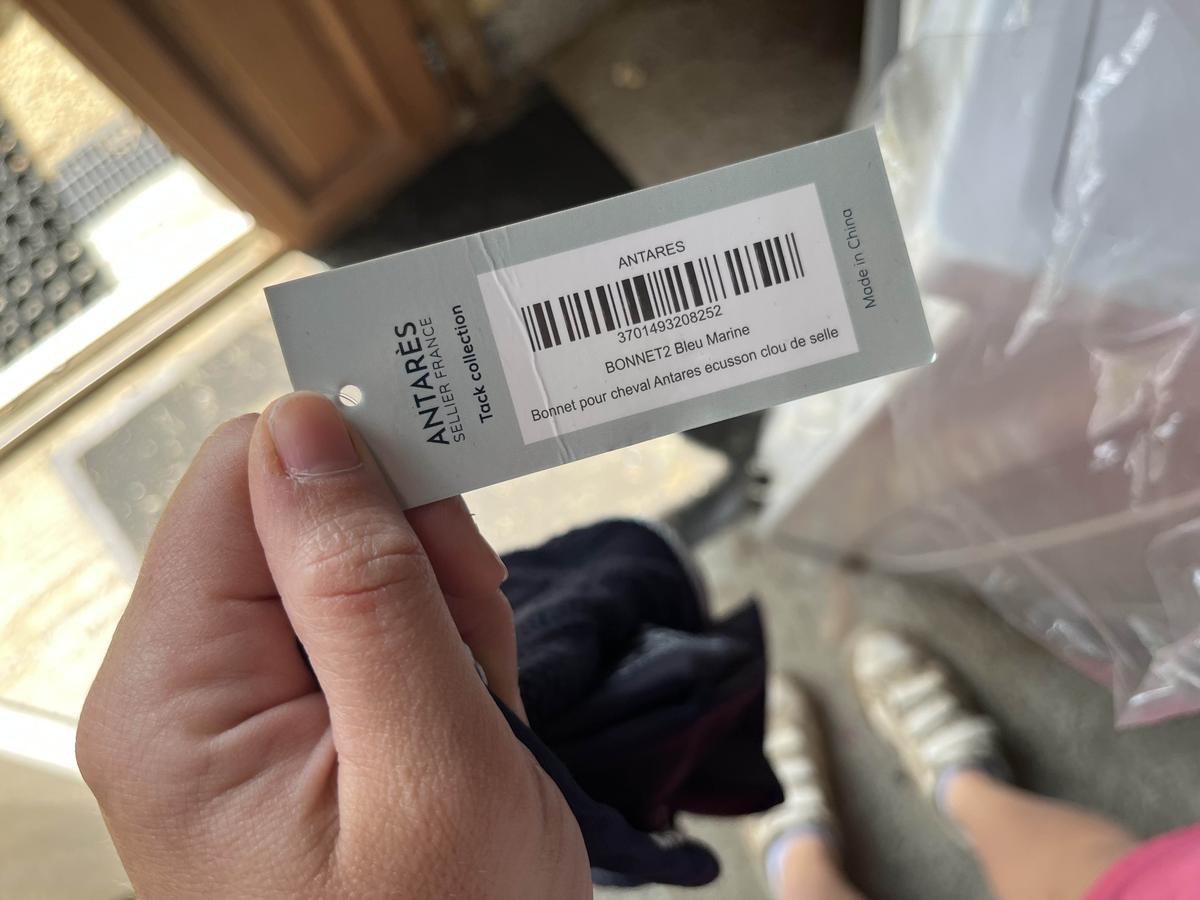 ANTARÈS
SELLIER FRANCE
Tack collection
ANTARES
3701493208252
BONNET2 Bleu Marine
Bonnet pour cheval Antares ecusson clou de selle
Made in China